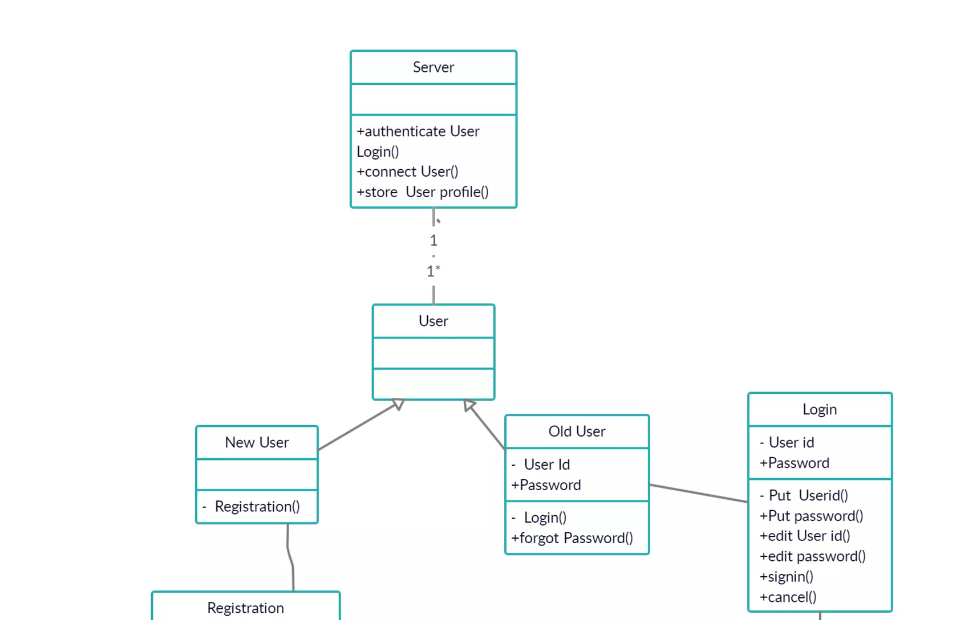 Server
+authenticate User
Login()
+connect User()
+store  User profile()
1
1*
User
New User
-  Registration()
Old User
-  User Id
+Password
-  Login()
+forgot Password()
Login
- User id
+Password
- Put  Userid()
+Put password()
+edit User id()
+edit password()
+signin()
+cancel()
Registration